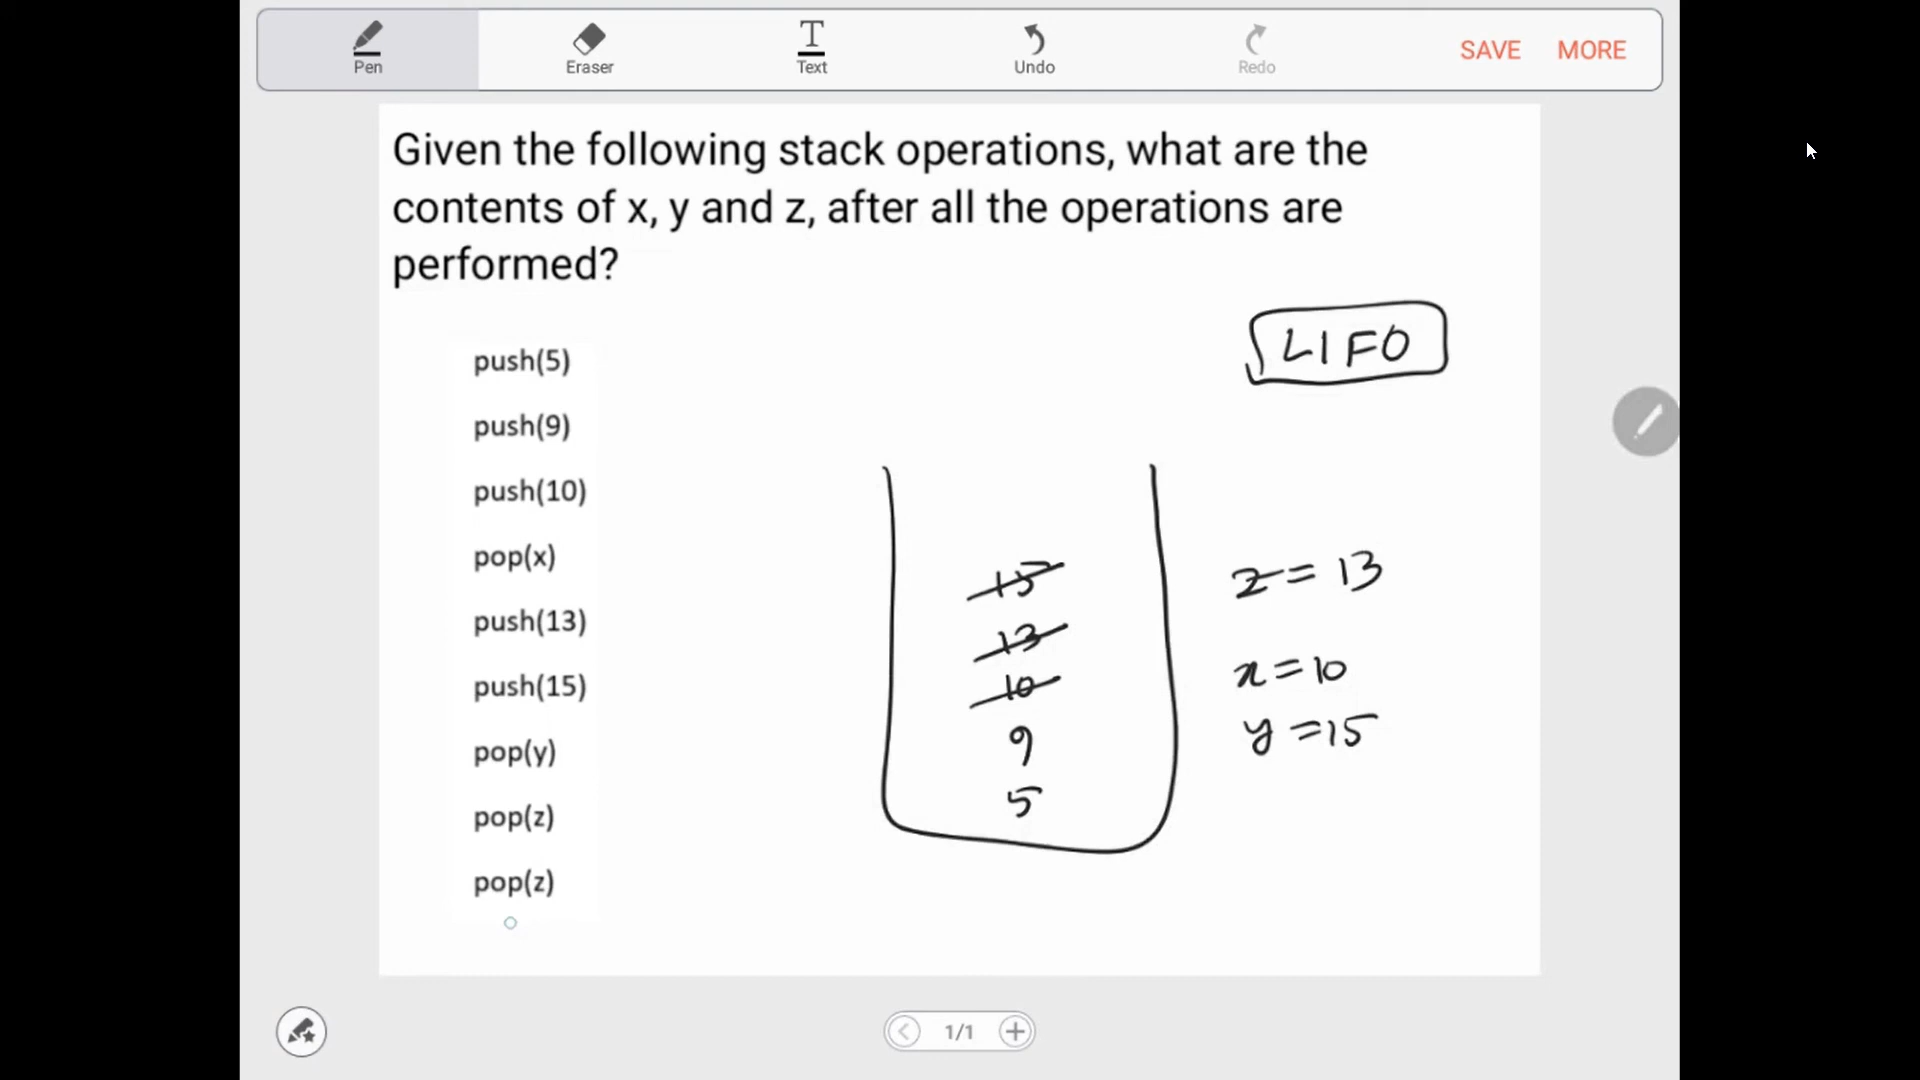 Pen
Eraser
Text
Undo
Redo
SAVE
MORE
Given the following stack operations, what are the
contents of x, y and z, after all the operations are
performed?
LIFO
push(5)
push(9)
push(10)
pop(x)
push(13)
push(15)
pop(y)
pop(z)
pop(z)
15
13
10
9
5
z = 13
x = 10
y = 15
1/1